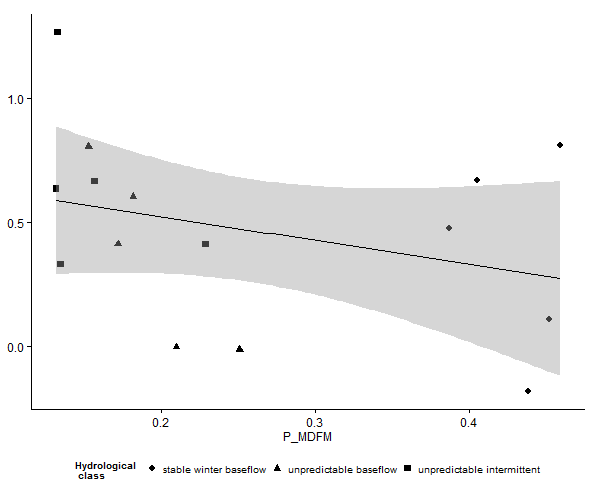 1.0
0.5
0.0
0.2 0.3 0.4
P_MDFM
Hydrological class stable winter baseflow unpredictable baseflow unpredictable intermittent